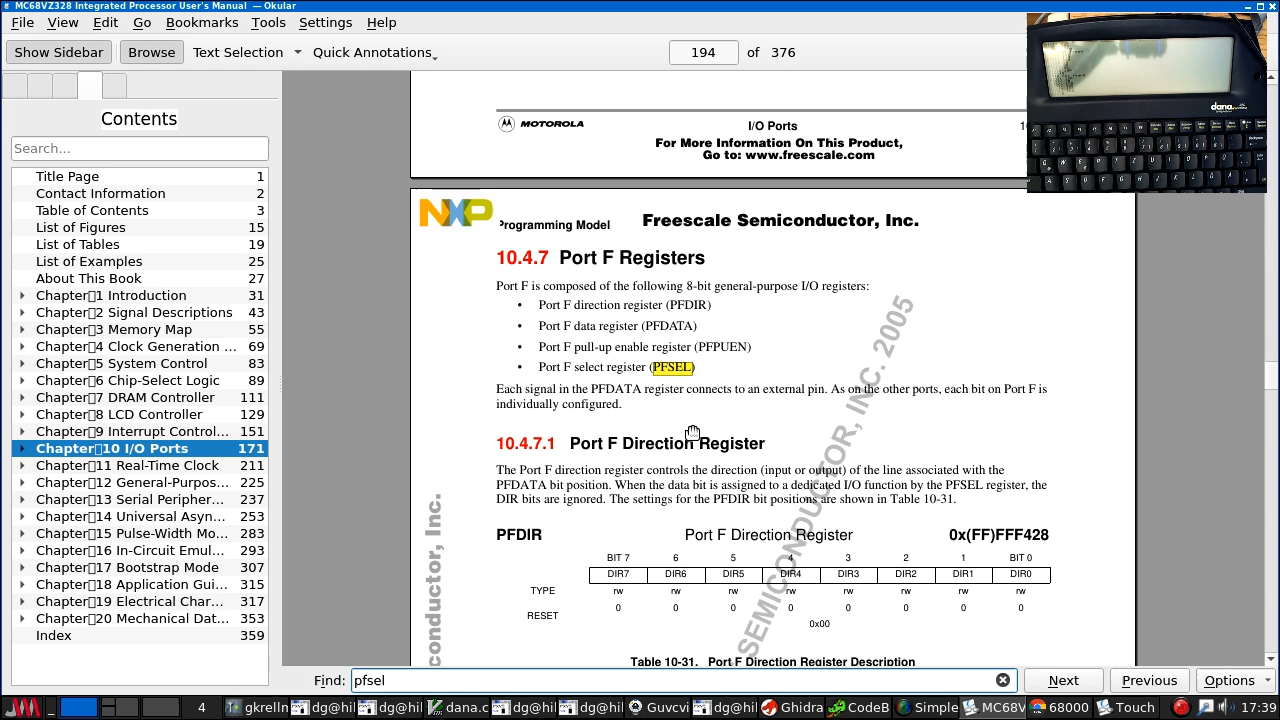 MC68VZ328 Integrated Processor User's Manual — Okular
File View Edit Go Bookmarks Tools Settings Help
Show Sidebar Browse Text Selection Quick Annotations 194 of 376
Contents
Search...
Title Page 1
Contact Information 2
Table of Contents 3
List of Figures 15
List of Tables 19
List of Examples 25
About This Book 27
Chapter 1 Introduction 31
Chapter 2 Signal Descriptions 43
Chapter 3 Memory Map 55
Chapter 4 Clock Generation ... 69
Chapter 5 System Control 83
Chapter 6 Chip-Select Logic 89
Chapter 7 DRAM Controller 111
Chapter 8 LCD Controller 129
Chapter 9 Interrupt Control... 151
Chapter 10 I/O Ports 171
Chapter 11 Real-Time Clock 211
Chapter 12 General-Purpos... 225
Chapter 13 Serial Peripher... 237
Chapter 14 Universal Asyn... 253
Chapter 15 Pulse-Width Mo... 283
Chapter 16 In-Circuit Emul... 293
Chapter 17 Bootstrap Mode 307
Chapter 18 Application Gui... 315
Chapter 19 Electrical Char... 317
Chapter 20 Mechanical Dat... 353
Index 359
MOTOROLA I/O Ports
For More Information On This Product,
Go to: www.freescale.com
NXP Programming Model Freescale Semiconductor, Inc.
10.4.7 Port F Registers
Port F is composed of the following 8-bit general-purpose I/O registers:
• Port F direction register (PFDIR)
• Port F data register (PFDATA)
• Port F pull-up enable register (PFPUEN)
• Port F select register (PFSEL)
Each signal in the PFDATA register connects to an external pin. As on the other ports, each bit on Port F is
individually configured.
10.4.7.1 Port F Direction Register
The Port F direction register controls the direction (input or output) of the line associated with the
PFDATA bit position. When the data bit is assigned to a dedicated I/O function by the PFSEL register, the
DIR bits are ignored. The settings for the PFDIR bit positions are shown in Table 10-31.
PFDIR Port F Direction Register 0x(FF)FFF428
BIT 7 6 5 4 3 2 1 BIT 0
DIR7 DIR6 DIR5 DIR4 DIR3 DIR2 DIR1 DIR0
TYPE rw rw rw rw rw rw rw rw
RESET 0 0 0 0 0 0 0 0
0x00
Table 10-31. Port F Direction Register Description
SEMICONDUCTOR, INC. 2005
conductor, Inc.
dana
Find: pfsel Next Previous Options
4 gkrelln dg@hi dg@hi dana.c dg@hi dg@hi Guvcvi dg@hi Ghidra CodeB Simple MC68V 68000 Touch 17:39